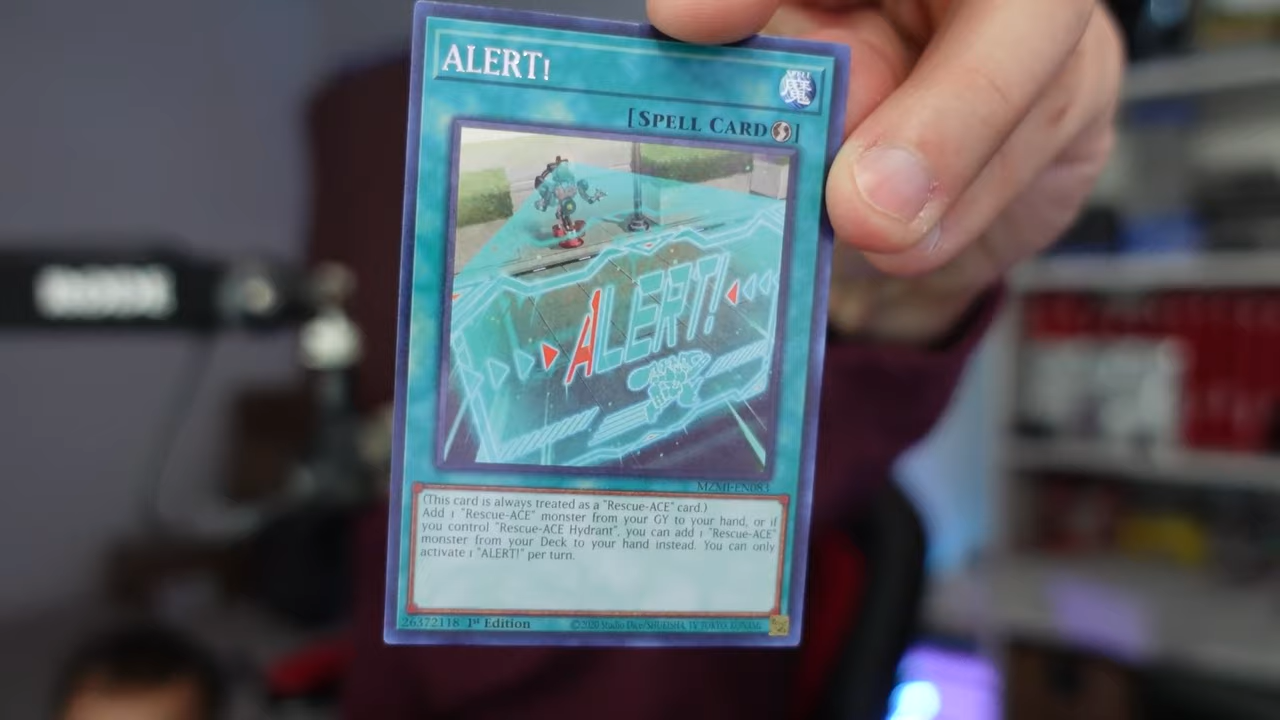 ALERT!
魔
[SPELL CARD]
ALERT!
MZMI-EN083
(This card is always treated as a "Rescue-ACE" card.)
Add 1 "Rescue-ACE" monster from your GY to your hand, or if
you control "Rescue-ACE Hydrant", you can add 1 "Rescue-ACE"
monster from your Deck to your hand instead. You can only
activate 1 "ALERT!" per turn.
26372118 1st Edition ©2020 Studio Dice/SHUEISHA, TV TOKYO, KONAMI